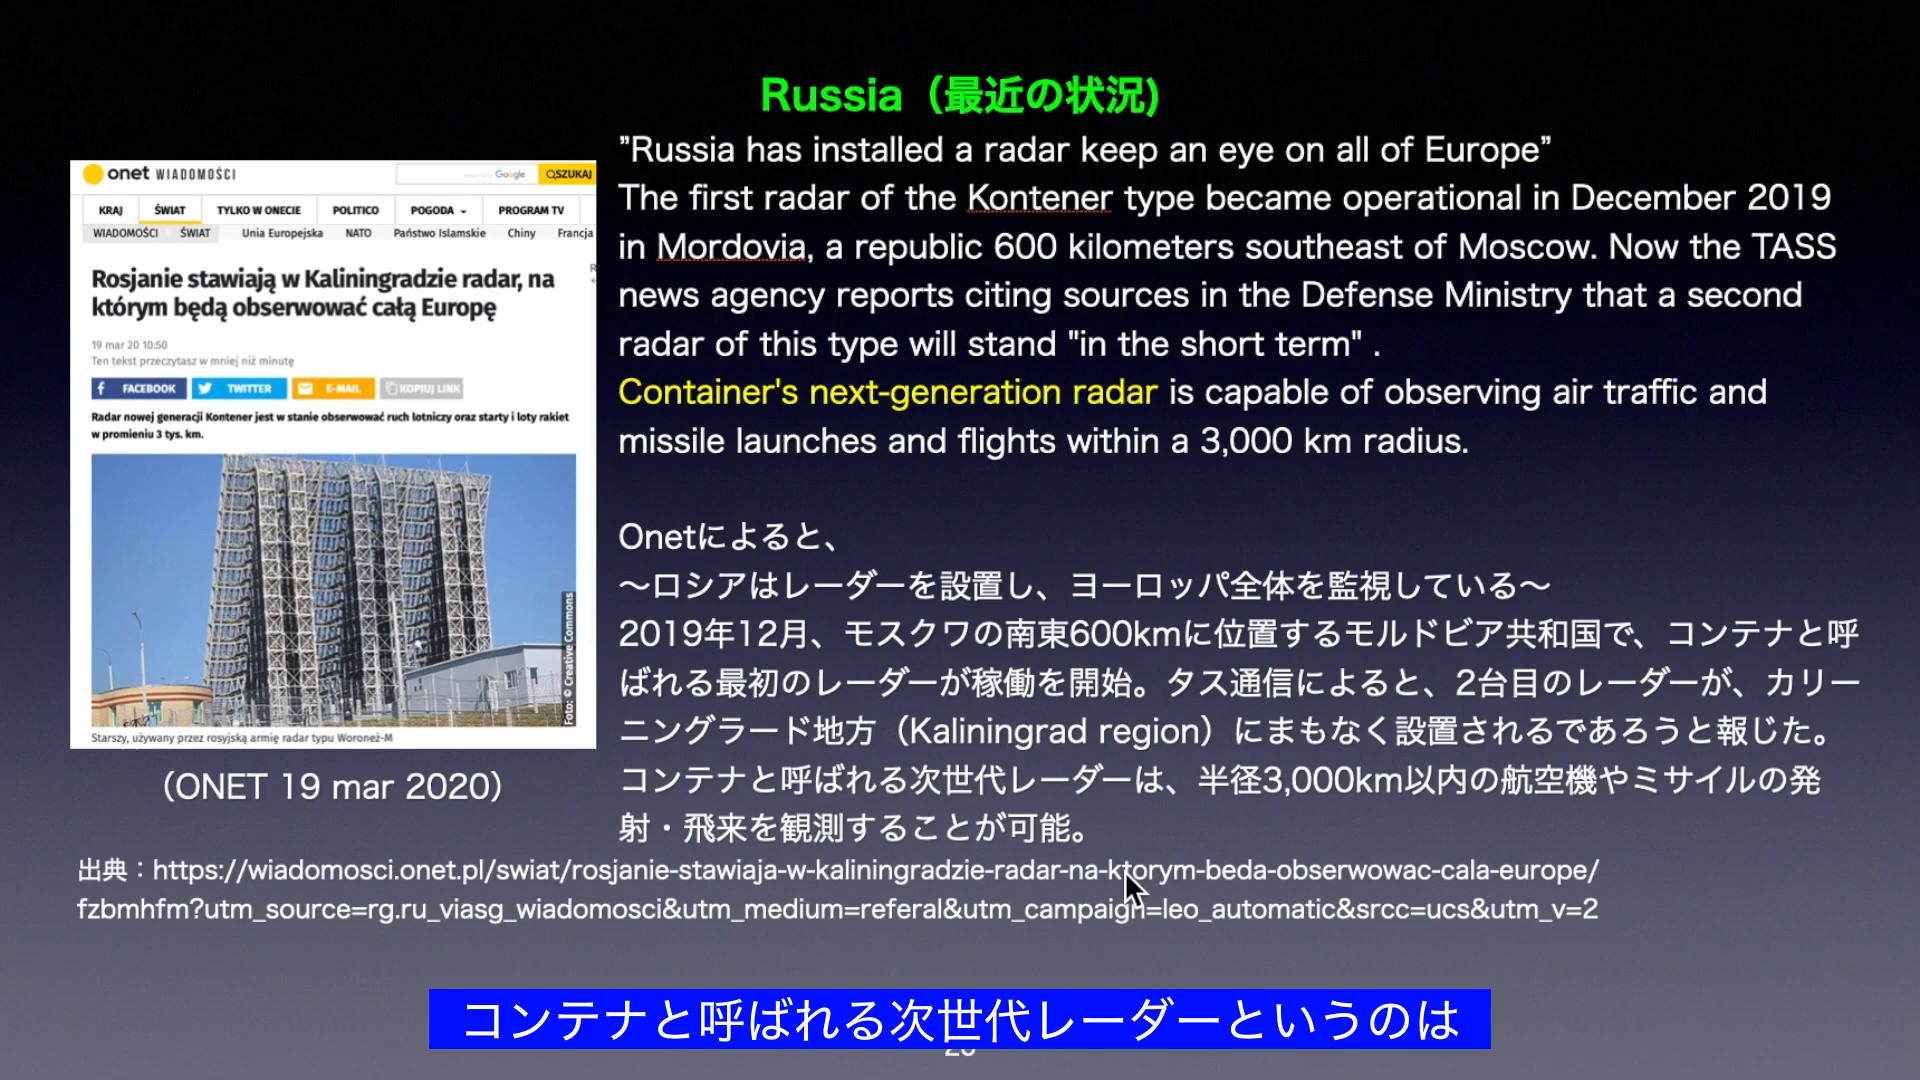 Russia（最近の状況)
"Russia has installed a radar keep an eye on all of Europe"
The first radar of the Kontener type became operational in December 2019
in Mordovia, a republic 600 kilometers southeast of Moscow. Now the TASS
news agency reports citing sources in the Defense Ministry that a second
radar of this type will stand "in the short term" .
Container's next-generation radar is capable of observing air traffic and
missile launches and flights within a 3,000 km radius.
Onetによると、
〜ロシアはレーダーを設置し、ヨーロッパ全体を監視している〜
2019年12月、モスクワの南東600kmに位置するモルドビア共和国で、コンテナと呼
ばれる最初のレーダーが稼働を開始。タス通信によると、2台目のレーダーが、カリー
ニングラード地方（Kaliningrad region）にまもなく設置されるであろうと報じた。
コンテナと呼ばれる次世代レーダーは、半径3,000km以内の航空機やミサイルの発
射・飛来を観測することが可能。
onet WIADOMOŚCI
Google
SZUKAJ
KRAJ ŚWIAT TYLKO W ONECIE POLITICO POGODA PROGRAM TV
WIADOMOŚCI ŚWIAT Unia Europejska NATO Państwo Islamskie Chiny Francja
Rosjanie stawiają w Kaliningradzie radar, na
którym będą obserwować całą Europę
19 mar 20 10:50
Ten tekst przeczytasz w mniej niż minutę
FACEBOOK TWITTER E-MAIL KOPIUJ LINK
Radar nowej generacji Kontener jest w stanie obserwować ruch lotniczy oraz starty i loty rakiet
w promieniu 3 tys. km.
Foto: © Creative Commons
Starszy, używany przez rosyjską armię radar typu Woroneż-M
（ONET 19 mar 2020）
出典：https://wiadomosci.onet.pl/swiat/rosjanie-stawiaja-w-kaliningradzie-radar-na-ktorym-beda-obserwowac-cala-europe/
fzbmhfm?utm_source=rg.ru_viasg_wiadomosci&utm_medium=referal&utm_campaign=leo_automatic&srcc=ucs&utm_v=2
コンテナと呼ばれる次世代レーダーというのは